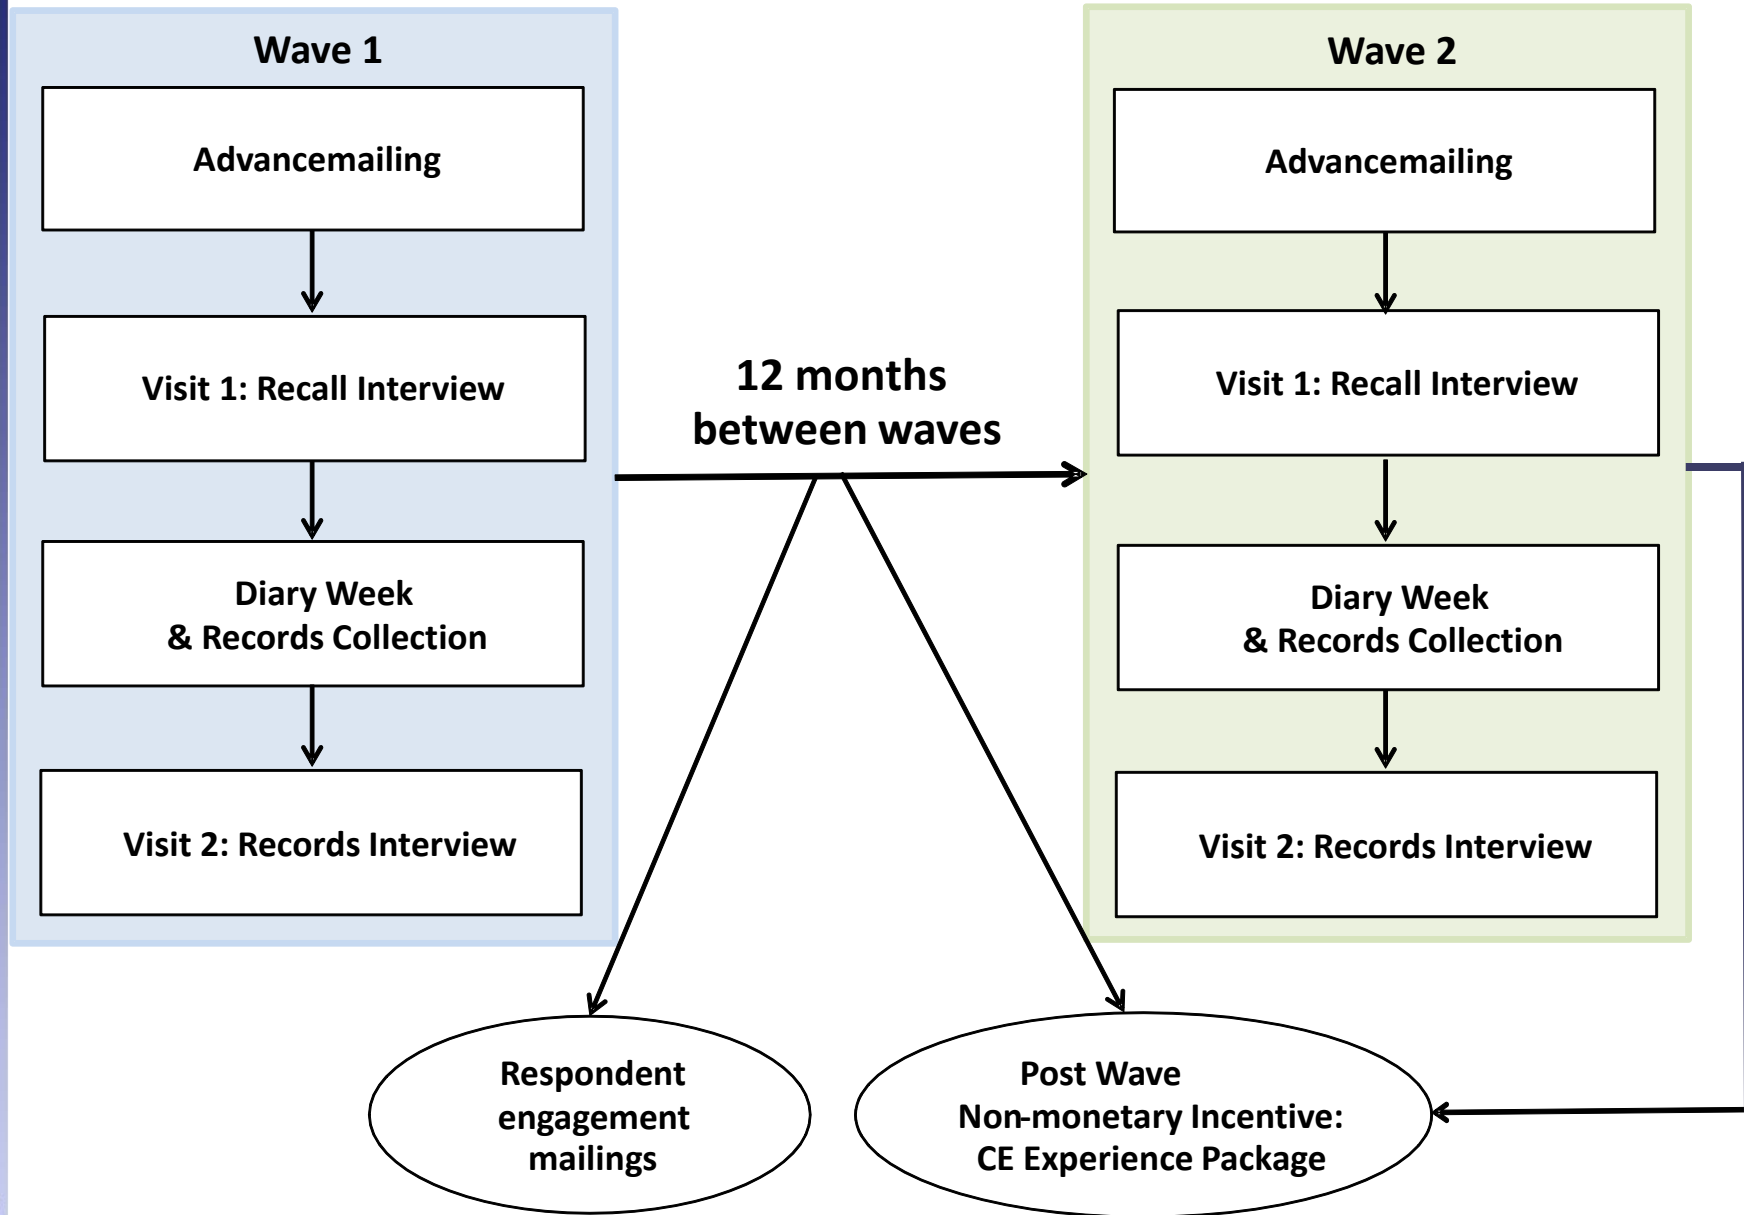 Wave 1
Advancemailing
Visit 1: Recall Interview
Diary Week
& Records Collection
Visit 2: Records Interview
12 months
between waves
Wave 2
Advancemailing
Visit 1: Recall Interview
Diary Week
& Records Collection
Visit 2: Records Interview
Respondent
engagement
mailings
Post Wave
Non-monetary Incentive:
CE Experience Package